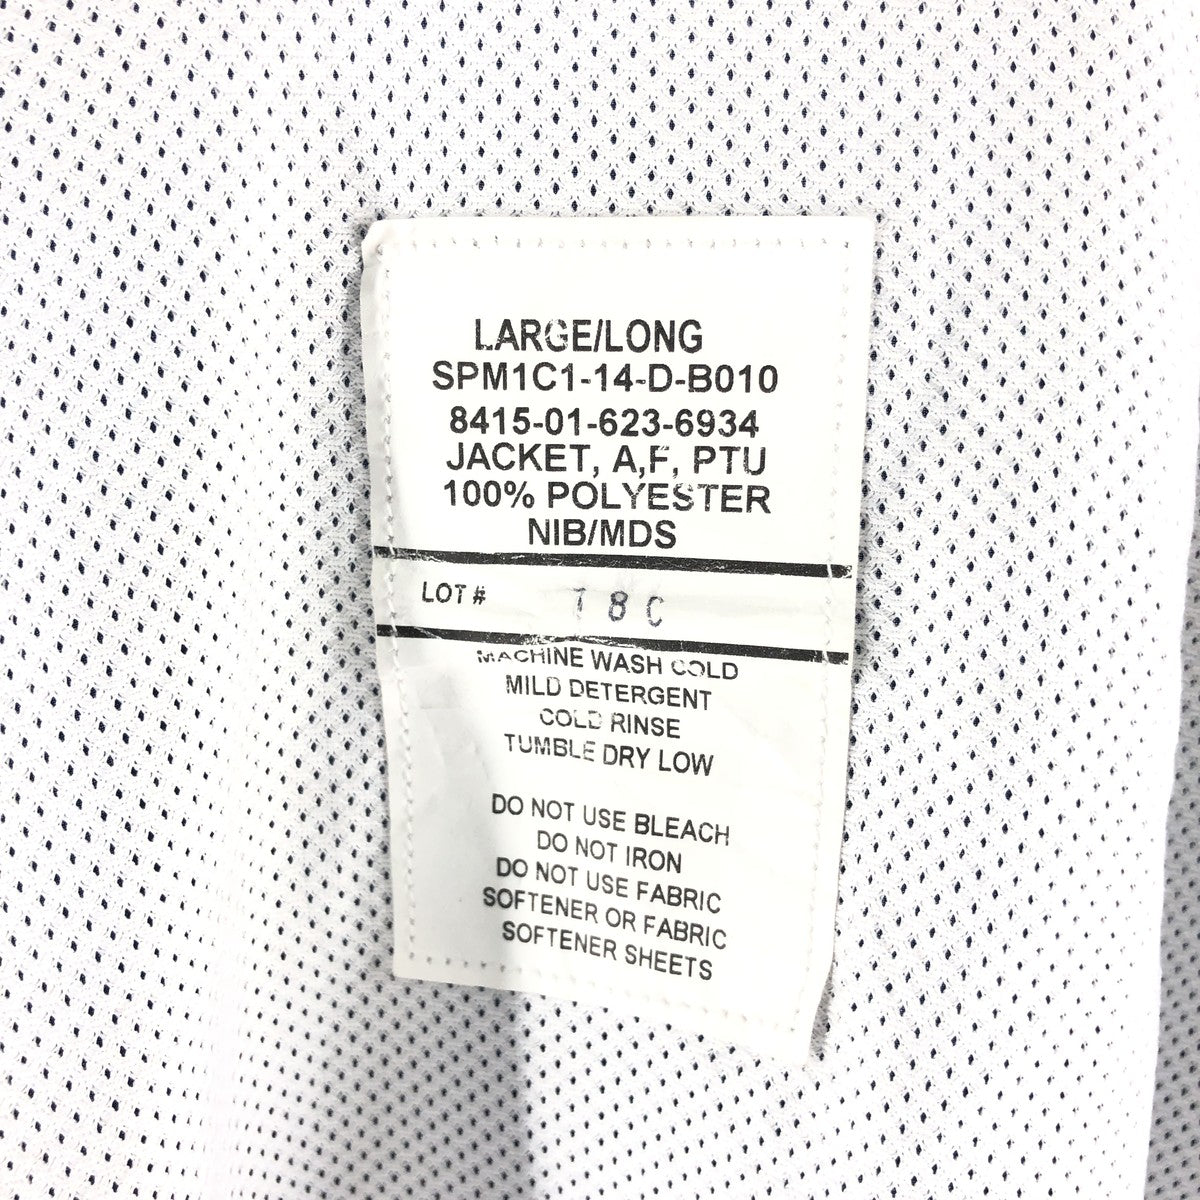 LARGE/LONG
SPM1C1-14-D-B010
8415-01-623-6934
JACKET, A,F, PTU
100% POLYESTER
NIB/MDS
LOT # T 8 C
MACHINE WASH COLD
MILD DETERGENT
COLD RINSE
TUMBLE DRY LOW
DO NOT USE BLEACH
DO NOT IRON
DO NOT USE FABRIC
SOFTENER OR FABRIC
SOFTENER SHEETS